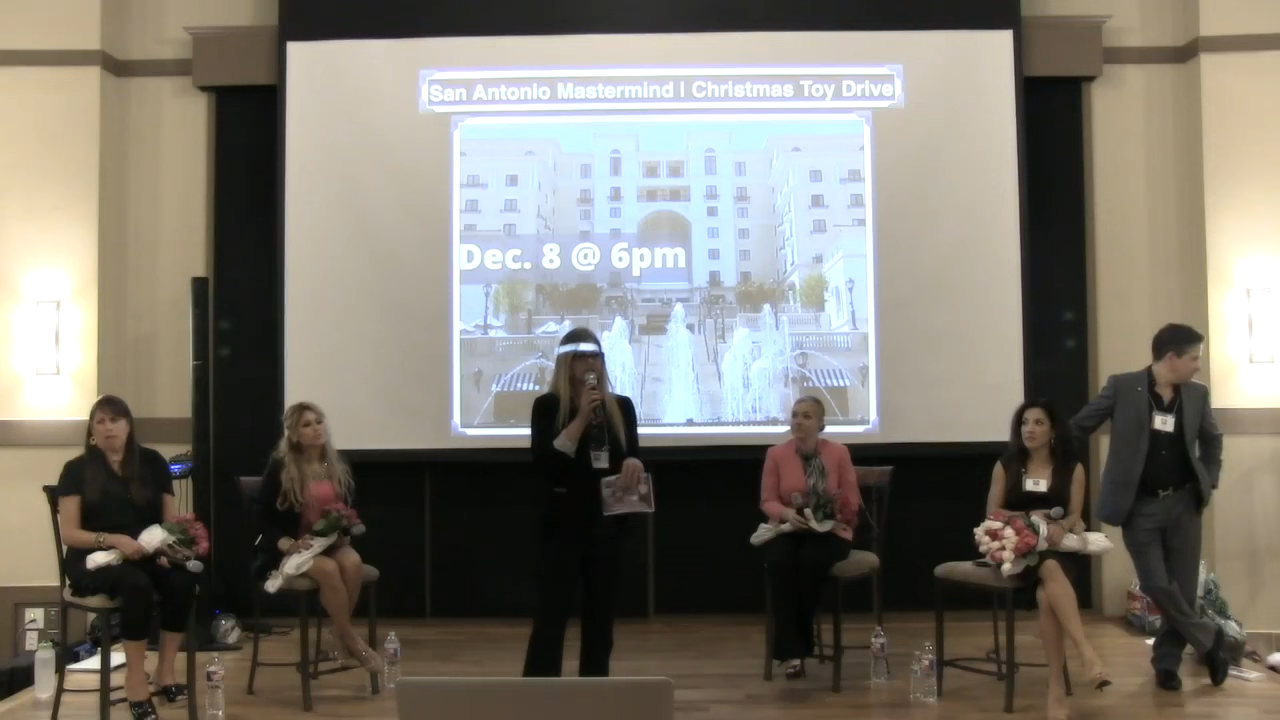 San Antonio Mastermind | Christmas Toy Drive
Dec. 8 @ 6pm